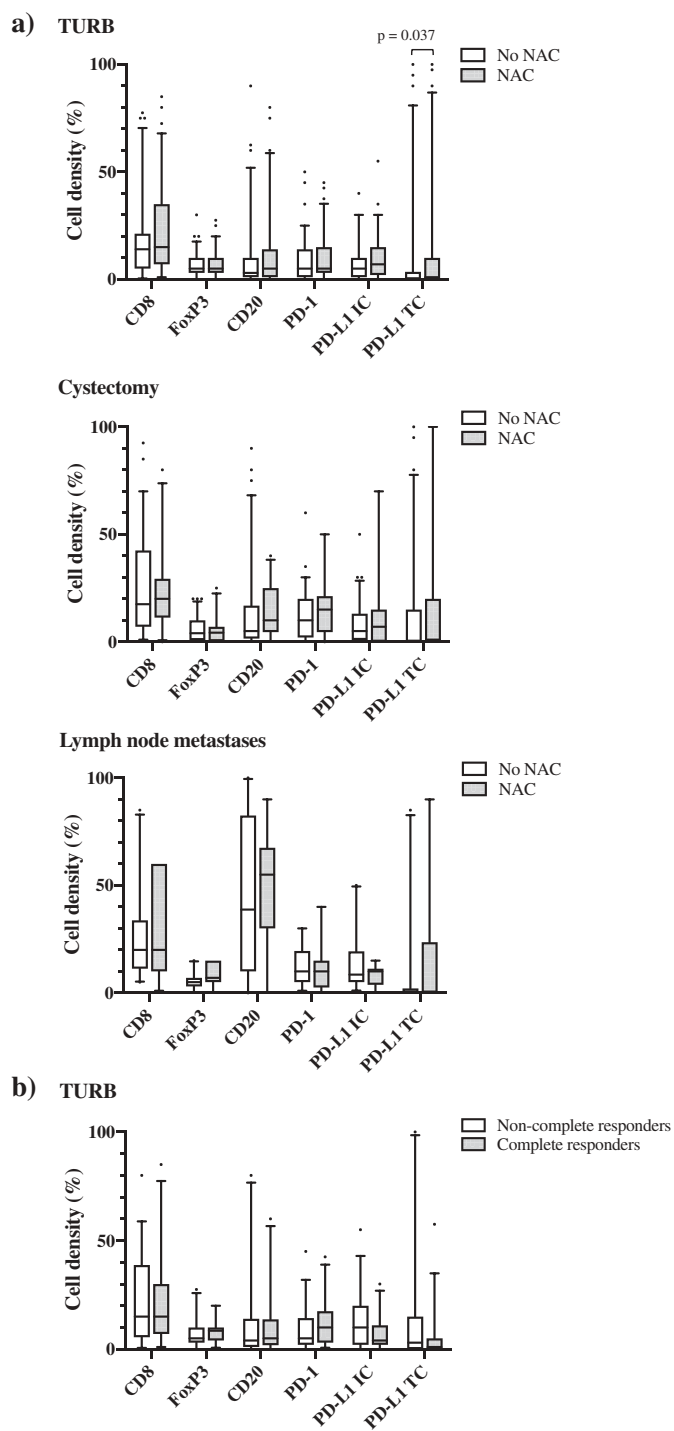 a) TURB
p = 0.037
No NAC
NAC
Cell density (%)
100
50
0
CD8
FoxP3
CD20
PD-1
PD-L1 IC
PD-L1 TC
Cystectomy
No NAC
NAC
Cell density (%)
100
50
0
CD8
FoxP3
CD20
PD-1
PD-L1 IC
PD-L1 TC
Lymph node metastases
No NAC
NAC
Cell density (%)
100
50
0
CD8
FoxP3
CD20
PD-1
PD-L1 IC
PD-L1 TC
b) TURB
Non-complete responders
Complete responders
Cell density (%)
100
50
0
CD8
FoxP3
CD20
PD-1
PD-L1 IC
PD-L1 TC